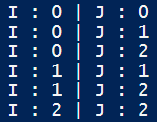 I : 0 | J : 0
I : 0 | J : 1
I : 0 | J : 2
I : 1 | J : 1
I : 1 | J : 2
I : 2 | J : 2